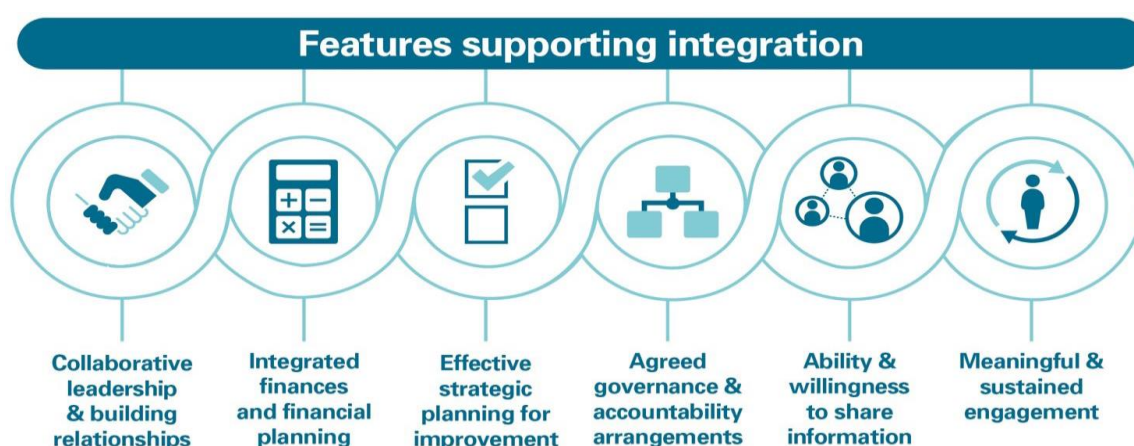 Features supporting integration
Collaborative
leadership
& building
relationships
Integrated
finances
and financial
planning
Effective
strategic
planning for
improvement
Agreed
governance &
accountability
arrangements
Ability &
willingness
to share
information
Meaningful &
sustained
engagement